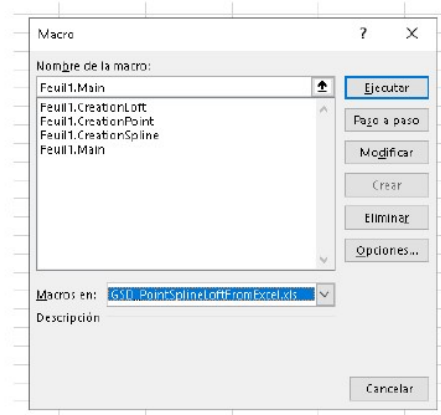 Macro ? X
Nombre de la macro:
Feuil1.Main
Feuil1.CreationLoft
Feuil1.CreationPoint
Feuil1.CreationSpline
Feuil1.Main
Ejecutar
Paso a paso
Modificar
Crear
Eliminar
Opciones...
Macros en: GSD_PointSplineLoftFromExcel.xls
Descripción
Cancelar